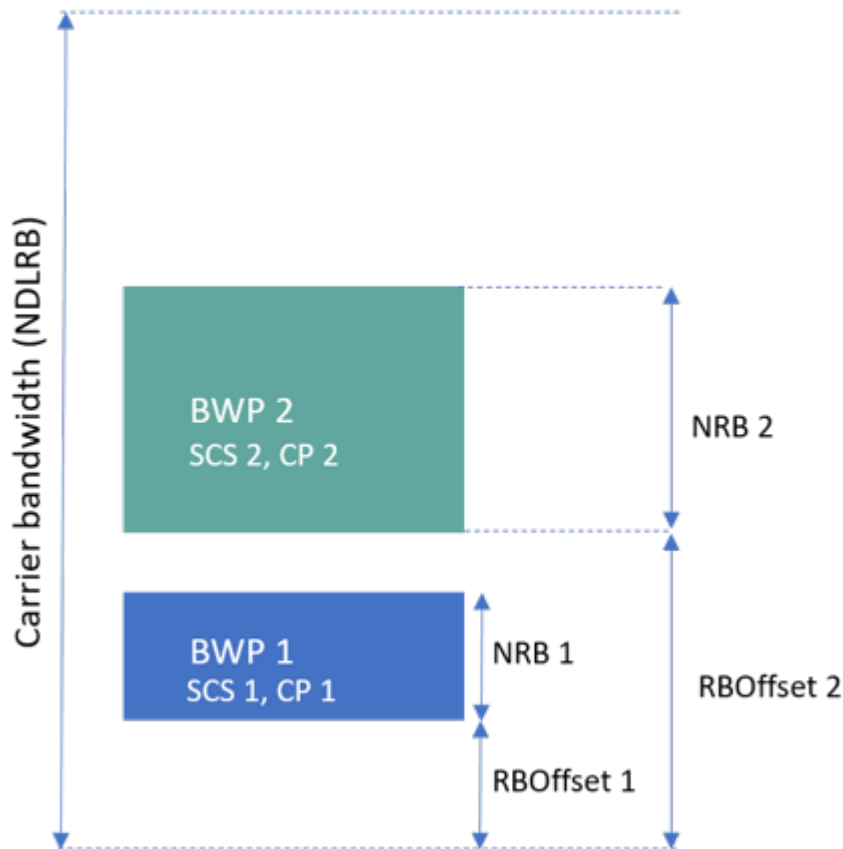 Carrier bandwidth (NDLRB)
BWP 2
SCS 2, CP 2
NRB 2
BWP 1
SCS 1, CP 1
NRB 1
RBOffset 2
RBOffset 1